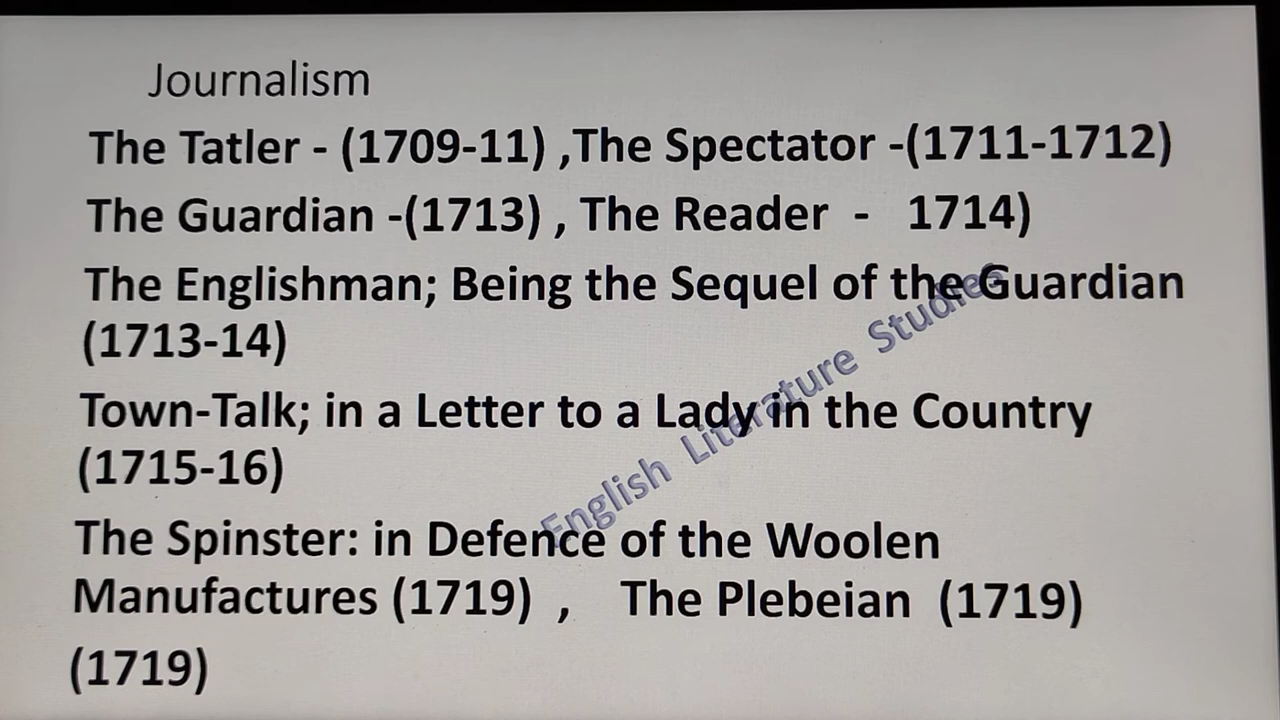 Journalism
The Tatler - (1709-11) ,The Spectator -(1711-1712)
The Guardian -(1713) , The Reader - 1714)
The Englishman; Being the Sequel of the Guardian
(1713-14)
Town-Talk; in a Letter to a Lady in the Country
(1715-16)
The Spinster: in Defence of the Woolen
Manufactures (1719) , The Plebeian (1719)
(1719)
English Literature Studies